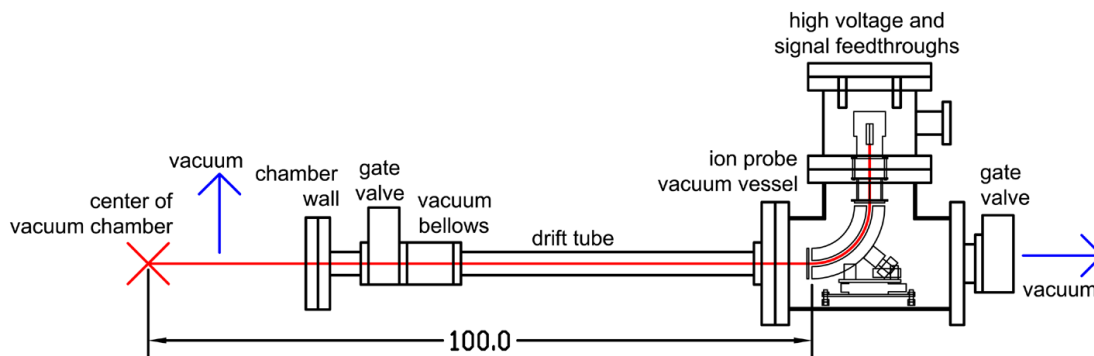 high voltage and
signal feedthroughs
vacuum
center of
vacuum chamber
chamber
wall
gate
valve
vacuum
bellows
drift tube
ion probe
vacuum vessel
gate
valve
vacuum
100.0